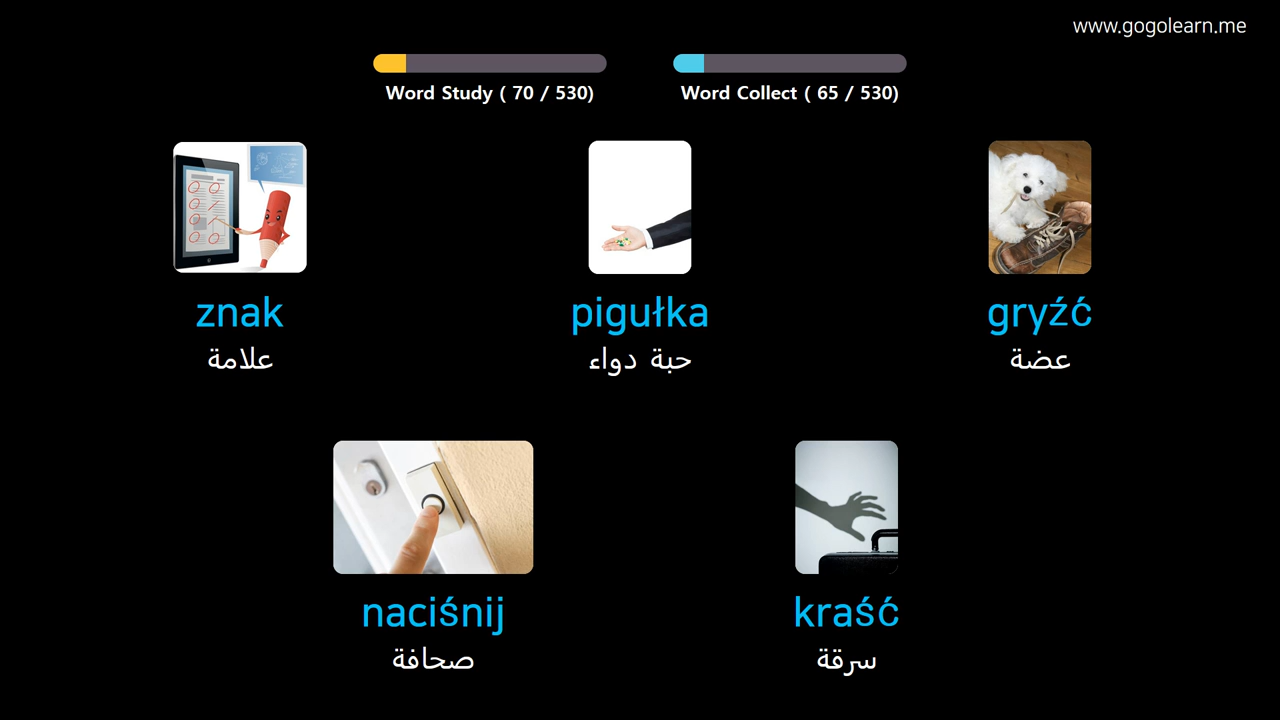 www.gogolearn.me
Word Study ( 70 / 530)
Word Collect ( 65 / 530)
znak
علامة
pigułka
حبة دواء
gryźć
عضة
naciśnij
صحافة
kraść
سرقة